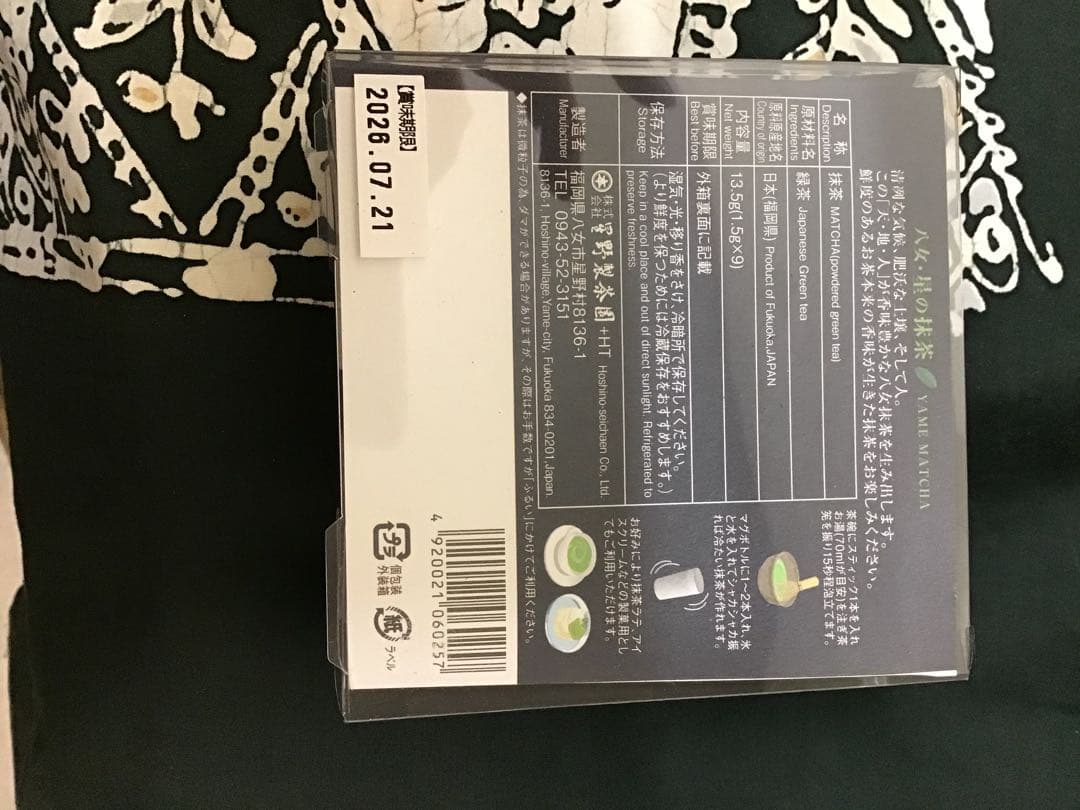 八女・星の抹茶 YAME MATCHA
清冽な気候、肥沃な土壌、そして人。
この「天・地・人」が香味豊かな八女抹茶を生み出します。
鮮度のあるお茶本来の香味が生きた抹茶をお楽しみください。
名称 抹茶 MATCHA(powdered green tea)
Description
原材料名 緑茶 Japanese Green tea
Ingredients
原料原産地名 日本(福岡県) Product of Fukuoka,JAPAN
Country of origin
内容量 13.5g(1.5g×9)
Net weight
賞味期限 外箱裏面に記載
Best before
保存方法 湿気・光・移り香をさけ、冷暗所で保存してください。
Storage (より鮮度を保つためには冷蔵保存をおすすめします。)
Keep in a cool place and out of direct sunlight. Refrigerated to
preserve freshness.
製造者 株式会社 星野製茶園 +HT Hoshino-seichaen Co., Ltd.
Manufacturer 福岡県八女市星野村8136-1
TEL 0943-52-3151
8136-1 Hoshino-village,Yame-city, Fukuoka 834-0201,Japan.
◆抹茶は微粒子の為、ダマができる場合がありますが、その際はお手数ですが「ふるい」にかけてご利用ください。
茶碗にスティック1本を入れ
お湯(70mlが目安)を注ぎ茶
筅を振り15秒程泡立てます。
マグボトルに1〜2本入れ、氷
と水を入れてシャカシャカ振
れば冷たい抹茶が作れます。
お好みにより抹茶ラテ、アイ
スクリームなどの製菓用とし
てもご利用いただけます。
【賞味期限】
2026.07.21
4 920021 060257
プラ 個包装
外装箱
紙 ラベル